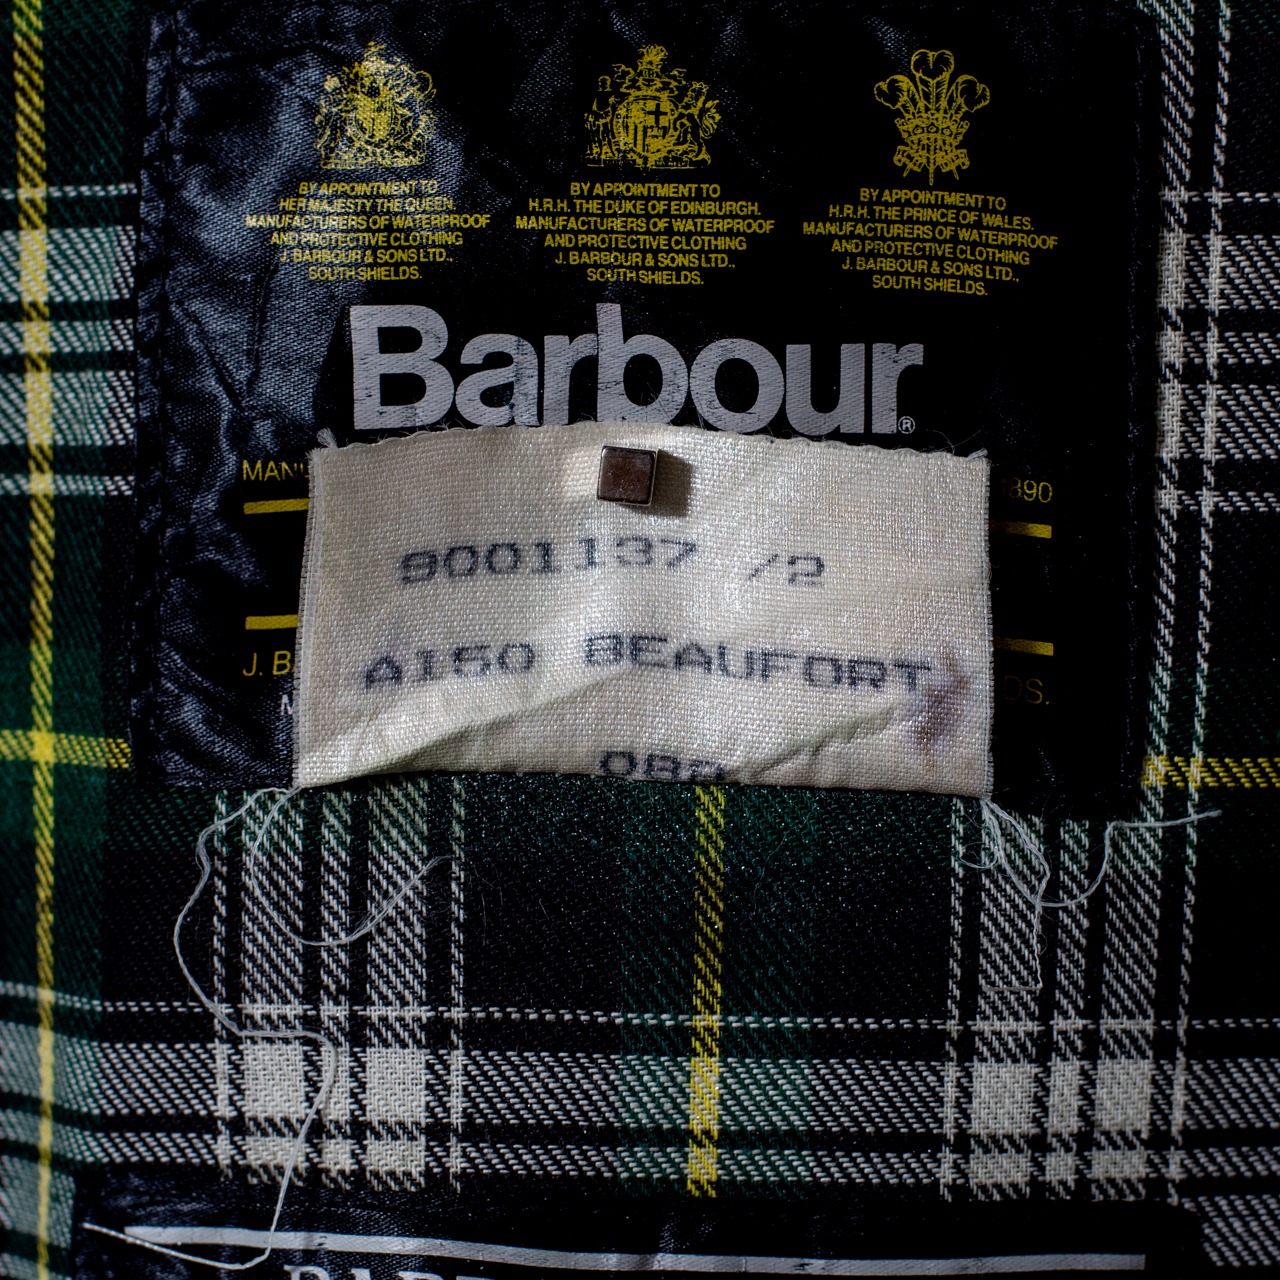 BY APPOINTMENT TO
HER MAJESTY THE QUEEN.
MANUFACTURERS OF WATERPROOF
AND PROTECTIVE CLOTHING
J. BARBOUR & SONS LTD.,
SOUTH SHIELDS.
BY APPOINTMENT TO
H.R.H. THE DUKE OF EDINBURGH.
MANUFACTURERS OF WATERPROOF
AND PROTECTIVE CLOTHING
J. BARBOUR & SONS LTD.,
SOUTH SHIELDS.
BY APPOINTMENT TO
H.R.H. THE PRINCE OF WALES.
MANUFACTURERS OF WATERPROOF
AND PROTECTIVE CLOTHING
J. BARBOUR & SONS LTD.,
SOUTH SHIELDS.
Barbour®
9001137 /2
A150 BEAUFORT
J. B